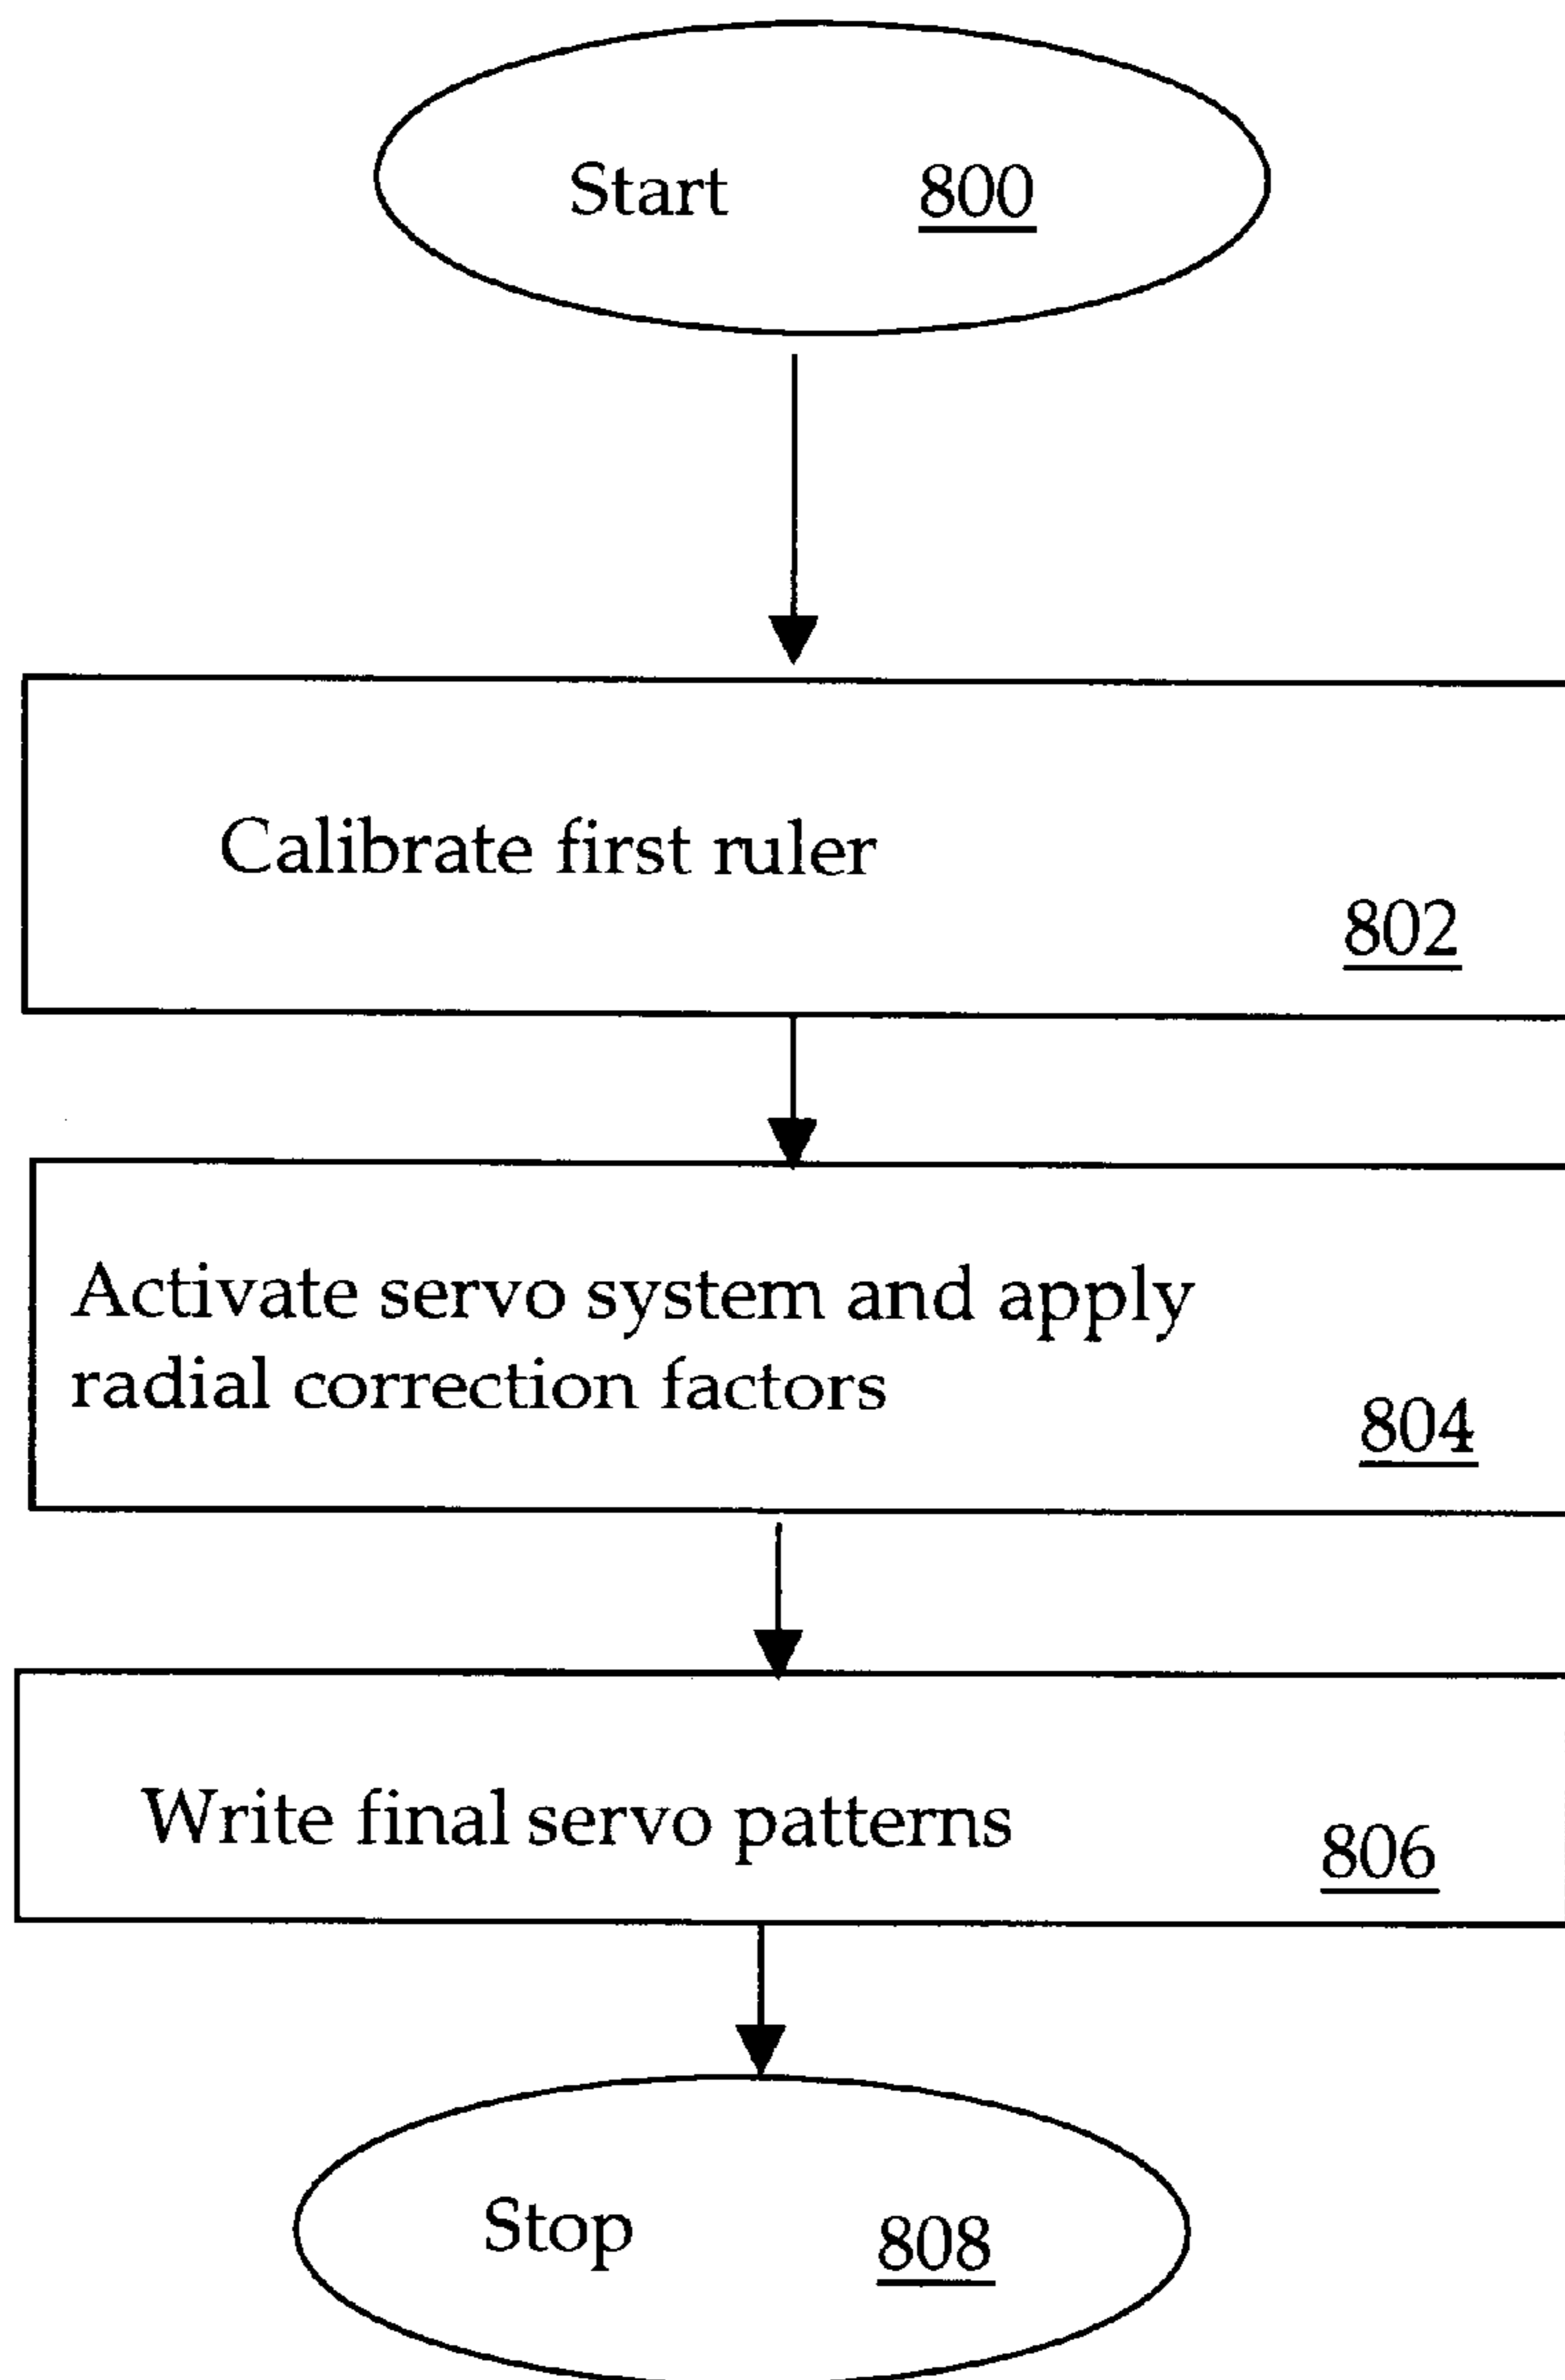 Start 800
Calibrate first ruler
802
Activate servo system and apply
radial correction factors
804
Write final servo patterns
806
Stop 808